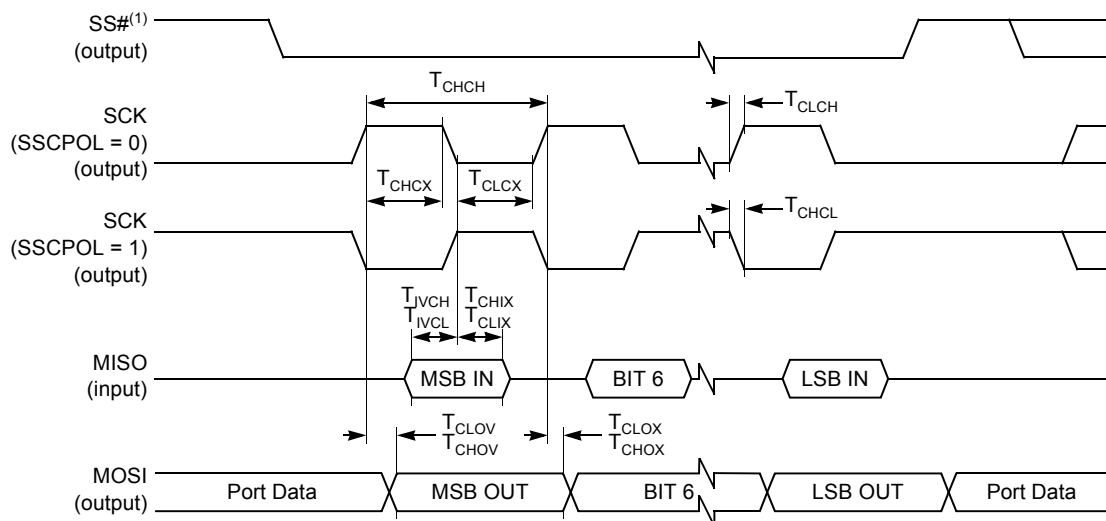 SS#(1)
(output)
TCHCH
TCLCH
SCK
(SSCPOL = 0)
(output)
TCHCX
TCLCX
TCHCL
SCK
(SSCPOL = 1)
(output)
TIVCH
TIVCL
TCHIX
TCLIX
MISO
(input)
MSB IN
BIT 6
LSB IN
TCLOV
TCHOV
TCLOX
TCHOX
MOSI
(output)
Port Data
MSB OUT
BIT 6
LSB OUT
Port Data